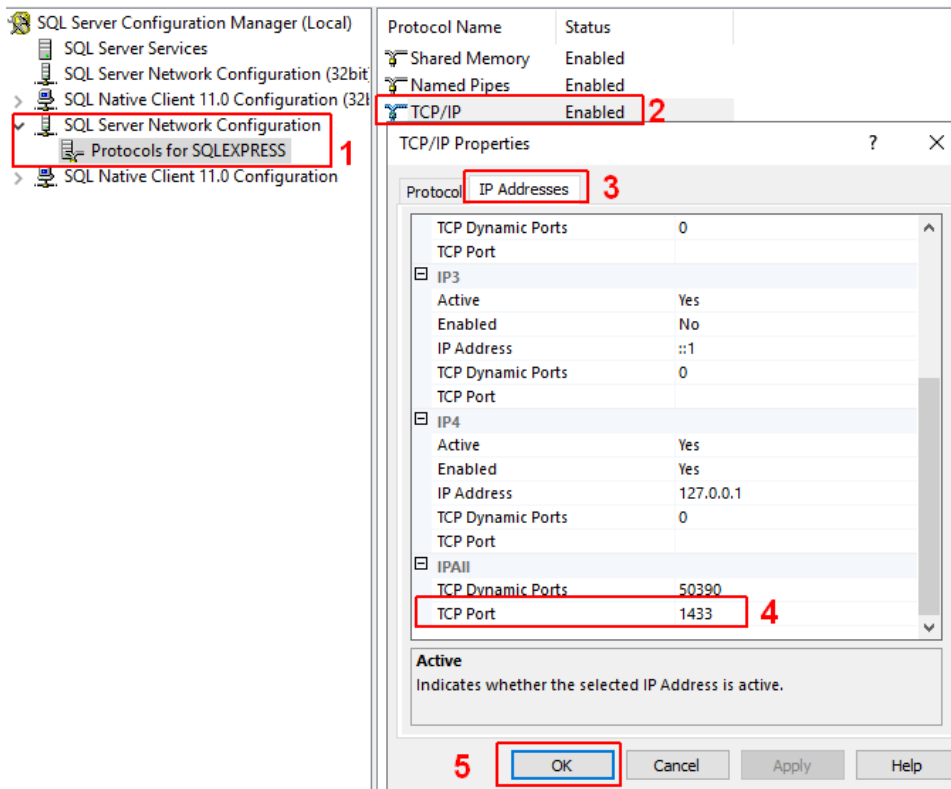 SQL Server Configuration Manager (Local)
SQL Server Services
SQL Server Network Configuration (32bit
SQL Native Client 11.0 Configuration (32b
SQL Server Network Configuration
Protocols for SQLEXPRESS
1
SQL Native Client 11.0 Configuration
Protocol Name Status
Shared Memory Enabled
Named Pipes Enabled
TCP/IP Enabled
2
TCP/IP Properties ?
Protocol IP Addresses
3
TCP Dynamic Ports 0
TCP Port
IP3
Active Yes
Enabled No
IP Address ::1
TCP Dynamic Ports 0
TCP Port
IP4
Active Yes
Enabled Yes
IP Address 127.0.0.1
TCP Dynamic Ports 0
TCP Port
IPAll
TCP Dynamic Ports 50390
TCP Port 1433
4
Active
Indicates whether the selected IP Address is active.
5
OK Cancel Apply Help